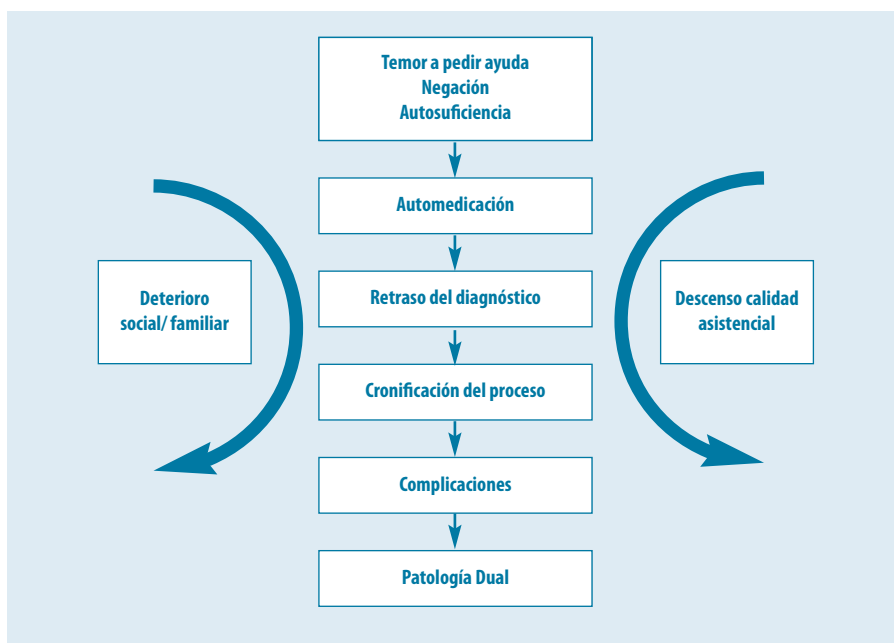 Temor a pedir ayuda
Negación
Autosuficiencia
Automedicación
Deterioro
social/ familiar
Retraso del diagnóstico
Descenso calidad
asistencial
Cronificación del proceso
Complicaciones
Patología Dual